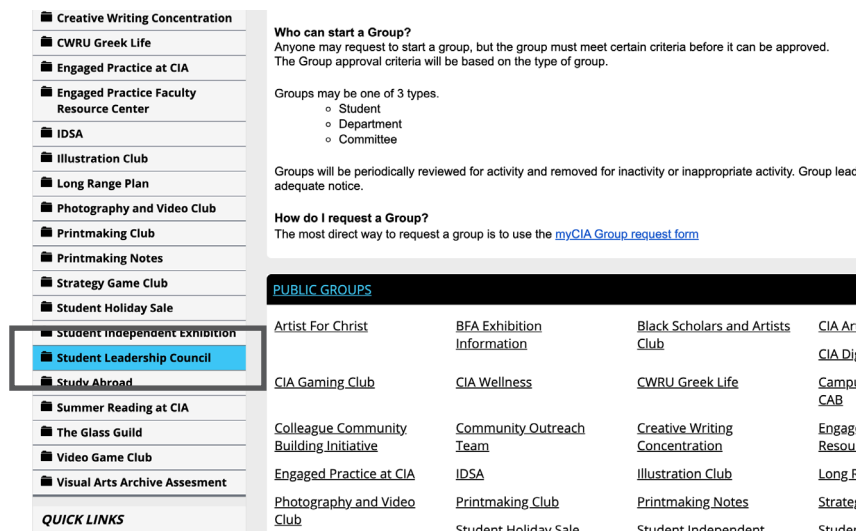 Creative Writing Concentration
CWRU Greek Life
Engaged Practice at CIA
Engaged Practice Faculty
Resource Center
IDSA
Illustration Club
Long Range Plan
Photography and Video Club
Printmaking Club
Printmaking Notes
Strategy Game Club
Student Holiday Sale
Student Independent Exhibition
Student Leadership Council
Study Abroad
Summer Reading at CIA
The Glass Guild
Video Game Club
Visual Arts Archive Assesment
QUICK LINKS
Who can start a Group?
Anyone may request to start a group, but the group must meet certain criteria before it can be approved.
The Group approval criteria will be based on the type of group.
Groups may be one of 3 types.
Student
Department
Committee
Groups will be periodically reviewed for activity and removed for inactivity or inappropriate activity. Group lead
adequate notice.
How do I request a Group?
The most direct way to request a group is to use the myCIA Group request form
PUBLIC GROUPS
Artist For Christ
BFA Exhibition
Information
Black Scholars and Artists
Club
CIA Ar
CIA Dig
CIA Gaming Club
CIA Wellness
CWRU Greek Life
Campu
CAB
Colleague Community
Building Initiative
Community Outreach
Team
Creative Writing
Concentration
Engage
Resou
Engaged Practice at CIA
IDSA
Illustration Club
Long R
Photography and Video
Club
Printmaking Club
Printmaking Notes
Strateg
Student Holiday Sale
Student Independent
Studen